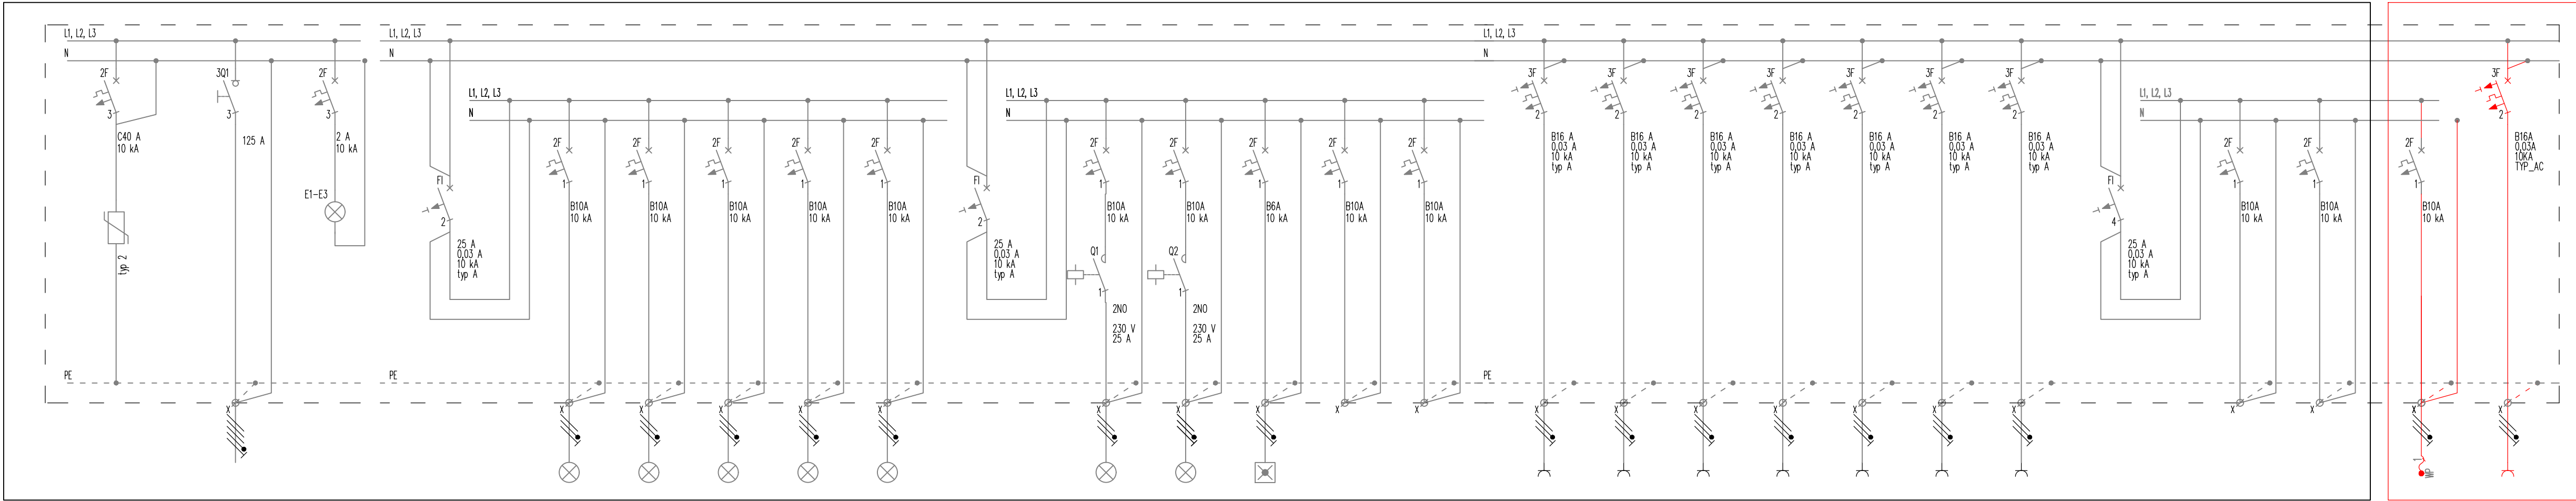 L1, L2, L3
N
2F
3
C40 A
10 kA
typ 2
3Q1
3
125 A
X
2F
3
2 A
10 kA
E1-E3
PE
L1, L2, L3
N
FI
2
25 A
0,03 A
10 kA
typ A
L1, L2, L3
N
2F
1
B10A
10 kA
X
2F
1
B10A
10 kA
X
2F
1
B10A
10 kA
X
2F
1
B10A
10 kA
X
2F
1
B10A
10 kA
X
PE
FI
2
25 A
0,03 A
10 kA
typ A
L1, L2, L3
N
2F
1
B10A
10 kA
Q1
1
2NO
230 V
25 A
X
2F
1
B10A
10 kA
Q2
1
2NO
230 V
25 A
X
2F
1
B6A
10 kA
X
2F
1
B10A
10 kA
X
2F
1
B10A
10 kA
X
L1, L2, L3
N
3F
2
B16 A
0,03 A
10 kA
typ A
X
3F
2
B16 A
0,03 A
10 kA
typ A
X
3F
2
B16 A
0,03 A
10 kA
typ A
X
3F
2
B16 A
0,03 A
10 kA
typ A
X
3F
2
B16 A
0,03 A
10 kA
typ A
X
3F
2
B16 A
0,03 A
10 kA
typ A
X
3F
2
B16 A
0,03 A
10 kA
typ A
X
PE
FI
4
25 A
0,03 A
10 kA
typ A
L1, L2, L3
N
2F
1
B10A
10 kA
X
2F
1
B10A
10 kA
X
2F
1
B10A
10 kA
X
1
WP
3F
2
B16A
0,03A
10KA
TYP_AC
X